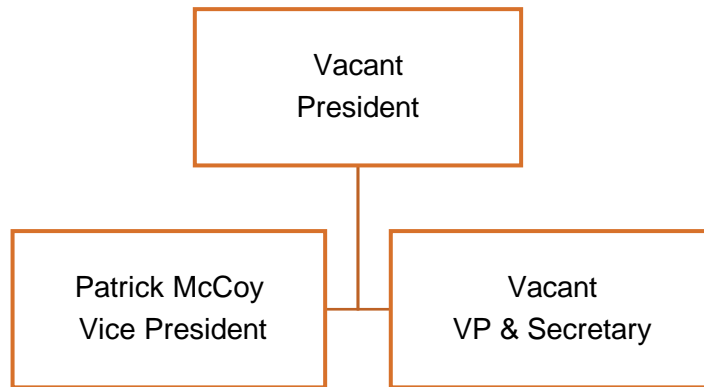 Vacant
President
Patrick McCoy
Vice President
Vacant
VP & Secretary